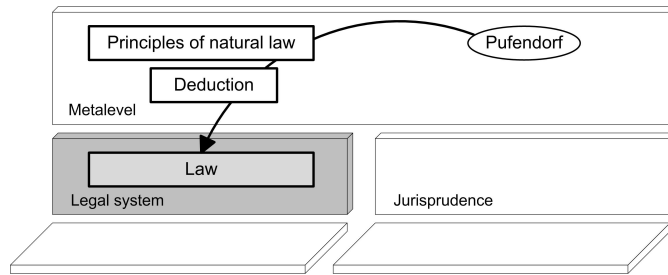 Principles of natural law
Pufendorf
Deduction
Metalevel
Law
Legal system
Jurisprudence